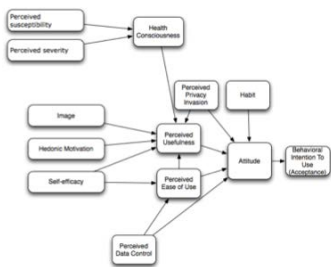 Perceived
susceptibility
Perceived severity
Health
Consciousness
Perceived
Privacy
Invasion
Habit
Image
Hedonic Motivation
Self-efficacy
Perceived
Usefulness
Perceived
Ease of Use
Attitude
Behavioral
Intention To
Use
(Acceptance)
Perceived
Data Control